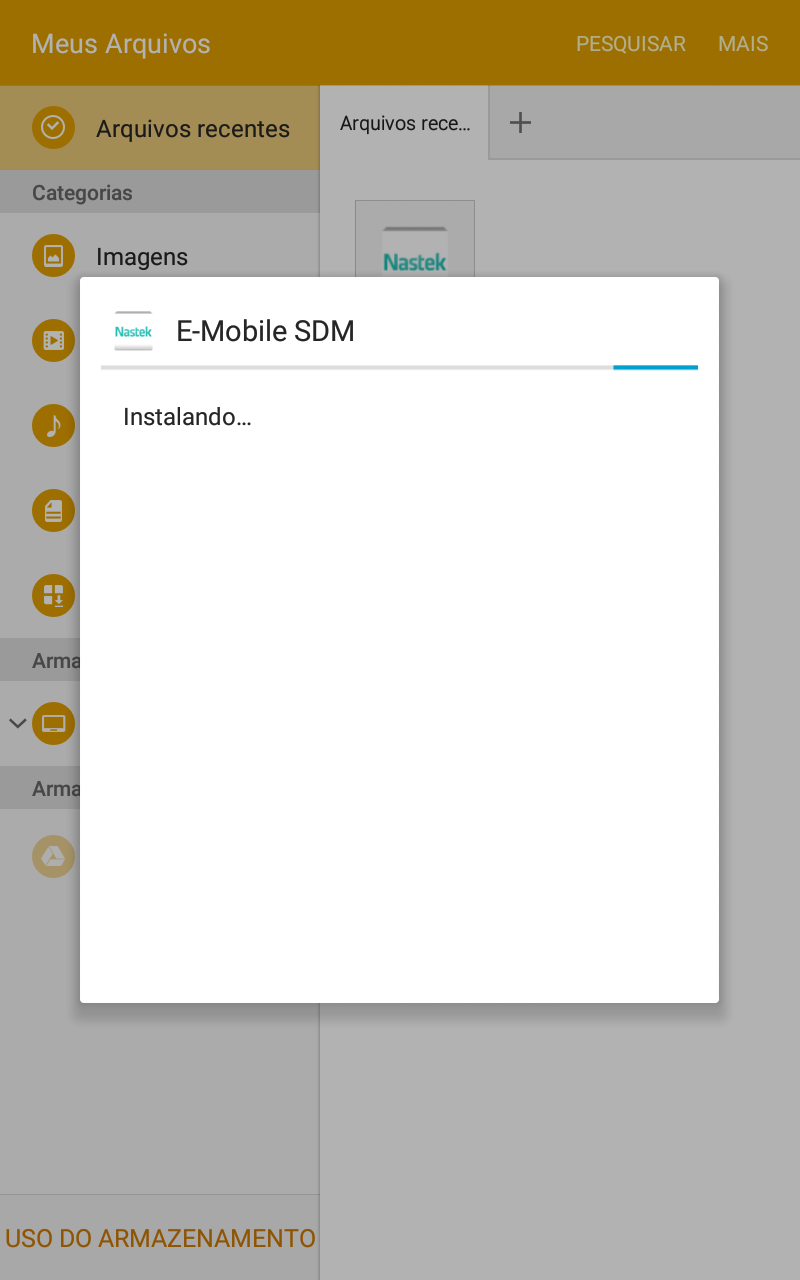 Meus Arquivos
PESQUISAR
MAIS
Arquivos recentes
Arquivos rece...
Categorias
Imagens
Nastek
Nastek
E-Mobile SDM
Instalando...
Arma
Arma
USO DO ARMAZENAMENTO